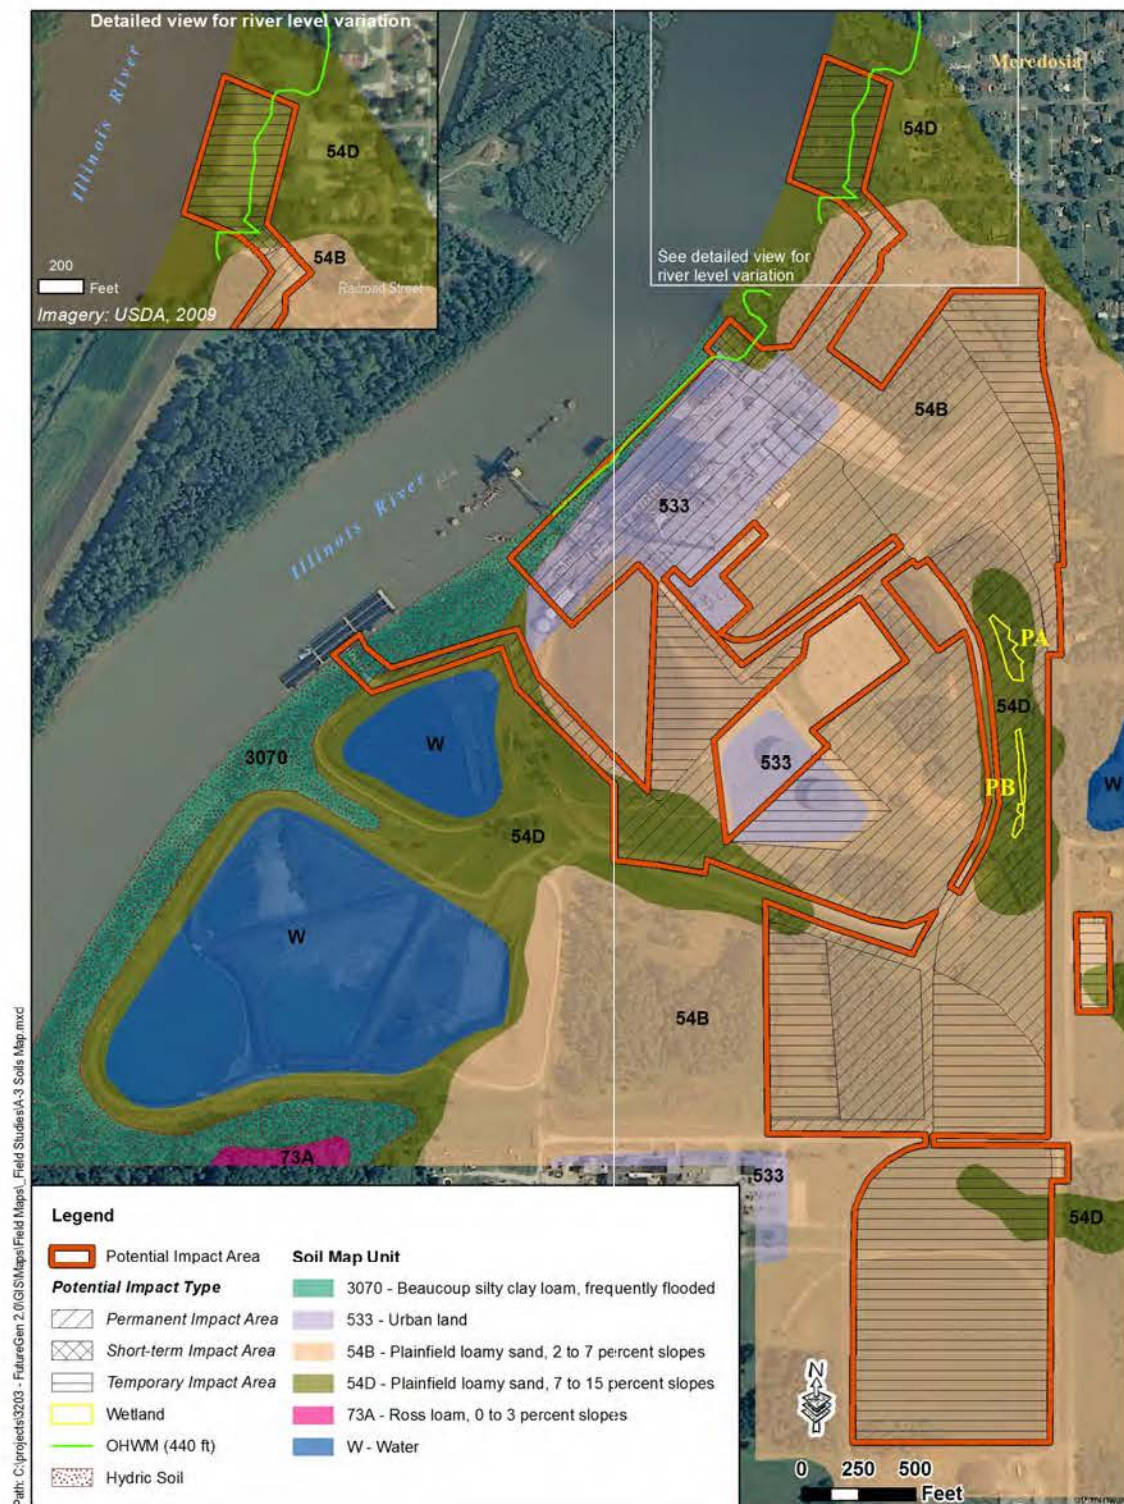 Detailed view for river level variation
Illinois River
54D
54B
200
Feet
Railroad Street
Imagery: USDA, 2009
Meredosia
54D
See detailed view for
river level variation
54B
533
Illinois River
PA
54D
3070
W
533
PB
W
54D
W
54B
73A
533
54D
Legend
Potential Impact Area
Potential Impact Type
Permanent Impact Area
Short-term Impact Area
Temporary Impact Area
Wetland
OHWM (440 ft)
Hydric Soil
Soil Map Unit
3070 - Beaucoup silty clay loam, frequently flooded
533 - Urban land
54B - Plainfield loamy sand, 2 to 7 percent slopes
54D - Plainfield loamy sand, 7 to 15 percent slopes
73A - Ross loam, 0 to 3 percent slopes
W - Water
N
0 250 500
Feet
Path: C:\projects\3203 - FutureGen 2.0\GIS\Maps\Field Maps\_Field Studies\A-3 Soils Map.mxd